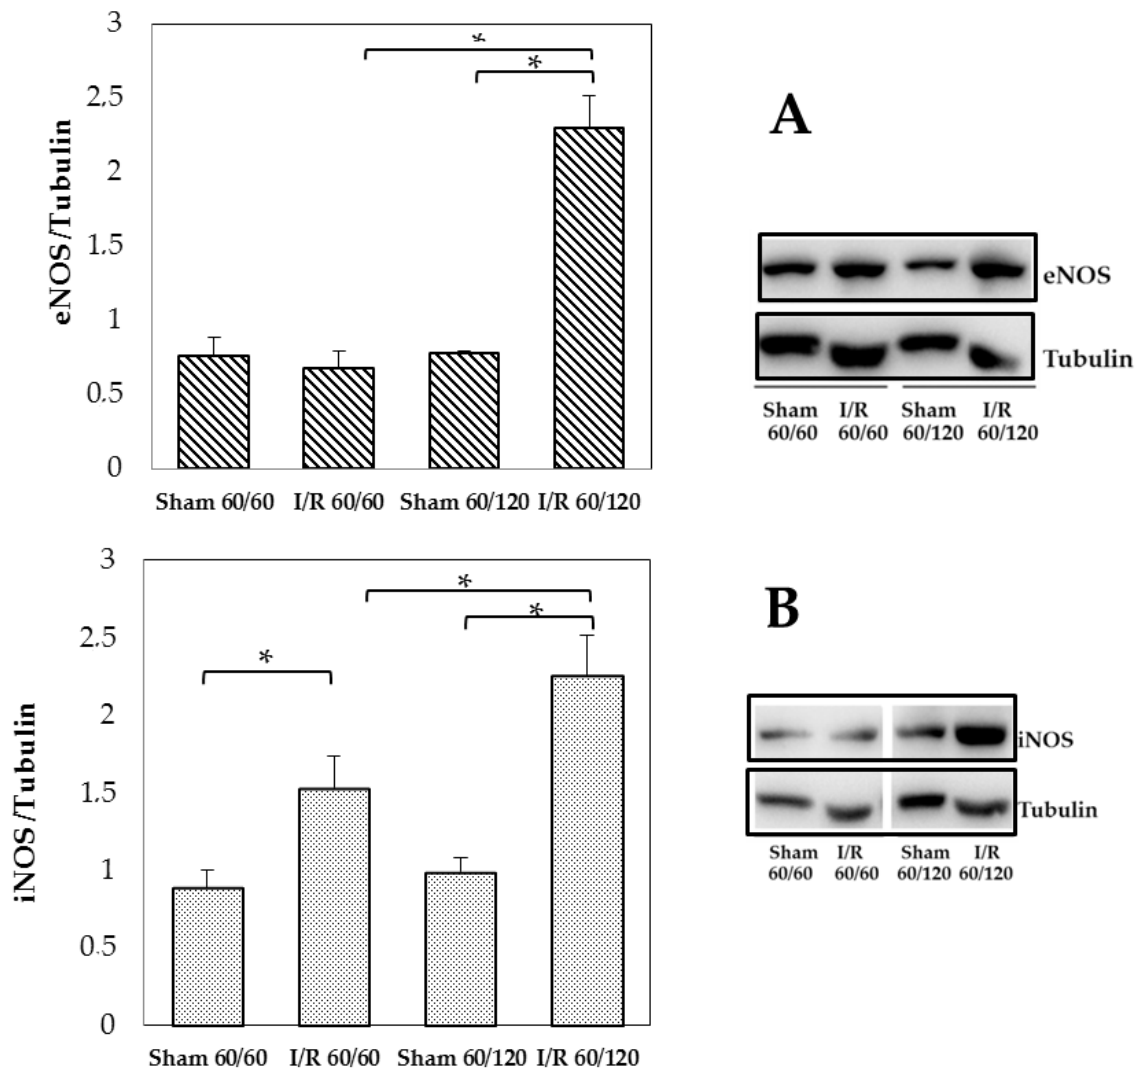 3
2,5
2
1,5
1
0,5
0
eNOS/Tubulin
*
*
Sham 60/60 I/R 60/60 Sham 60/120 I/R 60/120
A
eNOS
Tubulin
Sham I/R Sham I/R
60/60 60/60 60/120 60/120
3
2,5
2
1,5
1
0,5
0
iNOS/Tubulin
*
*
*
Sham 60/60 I/R 60/60 Sham 60/120 I/R 60/120
B
iNOS
Tubulin
Sham I/R Sham I/R
60/60 60/60 60/120 60/120